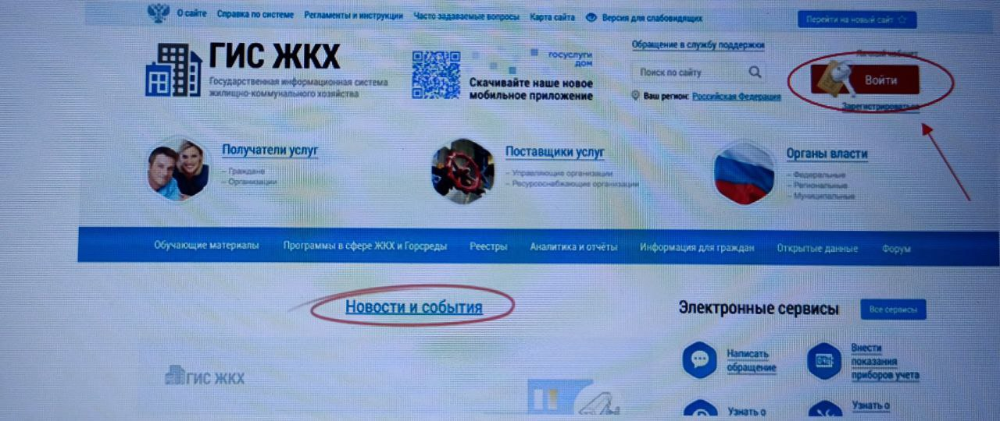 О сайте Справка по системе Регламенты и инструкции Часто задаваемые вопросы Карта сайта Версия для слабовидящих Перейти на новый сайт
ГИС ЖКХ
Государственная информационная система
жилищно-коммунального хозяйства
госуслуги
дом
Скачивайте наше новое
мобильное приложение
Обращение в службу поддержки
Поиск по сайту
Ваш регион: Российская Федерация
Личный кабинет
Войти
Зарегистрироваться
Получатели услуг
– Граждане
– Организации
Поставщики услуг
– Управляющие организации
– Ресурсоснабжающие организации
Органы власти
– Федеральные
– Региональные
– Муниципальные
Обучающие материалы Программы в сфере ЖКХ и Горсреды Реестры Аналитика и отчёты Информация для граждан Открытые данные Форум
Новости и события
Электронные сервисы Все сервисы
Написать
обращение
Внести
показания
приборов учета
ГИС ЖКХ
Узнать о
Узнать о